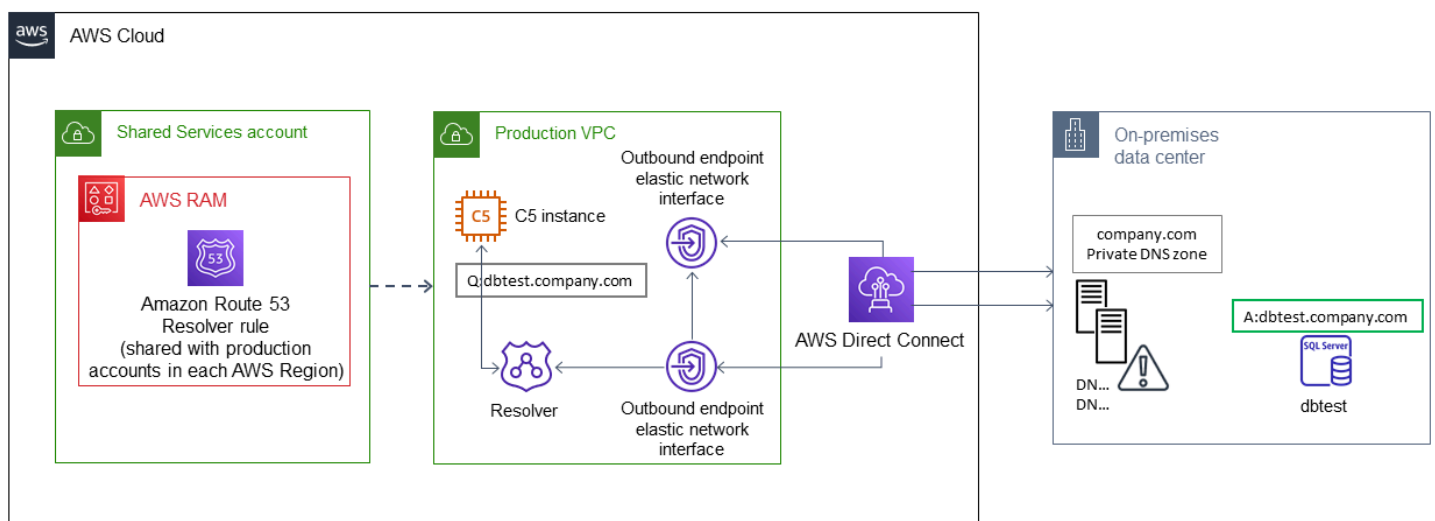 aws
AWS Cloud
Shared Services account
AWS RAM
53
Amazon Route 53
Resolver rule
(shared with production
accounts in each AWS Region)
Production VPC
Outbound endpoint
elastic network
interface
C5
C5 instance
Q:dbtest.company.com
Resolver
Outbound endpoint
elastic network
interface
AWS Direct Connect
On-premises
data center
company.com
Private DNS zone
DN...
DN...
A:dbtest.company.com
SQL Server
dbtest